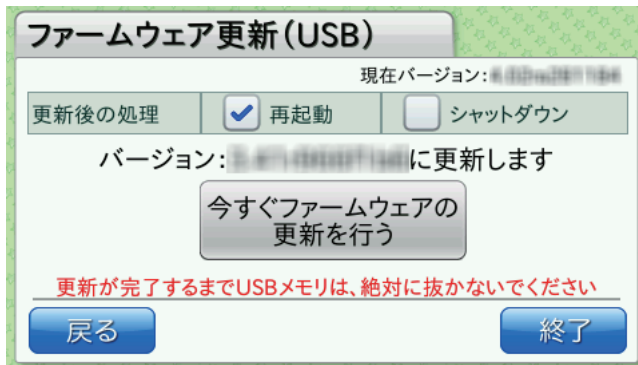 ファームウェア更新(USB)
現在バージョン:
更新後の処理 再起動 シャットダウン
バージョン: に更新します
今すぐファームウェアの
更新を行う
更新が完了するまでUSBメモリは、絶対に抜かないでください
戻る 終了